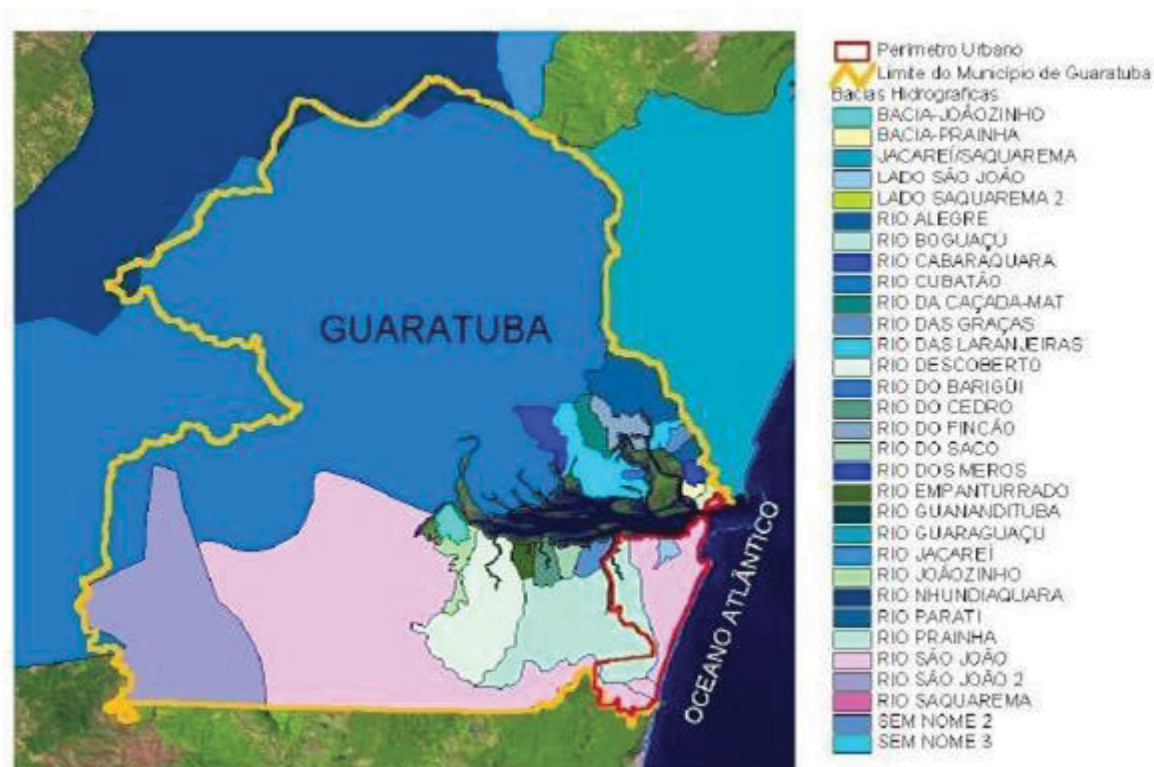 GUARATUBA
OCEANO ATLÂNTICO
Perímetro Urbano
Limite do Município de Guaratuba
Bacias Hidrograficas
BACIA-JOÃOZINHO
BACIA-PRAINHA
JACAREÍ/SAQUAREMA
LADO SÃO JOÃO
LADO SAQUAREMA 2
RIO ALEGRE
RIO BOGUAÇÚ
RIO CABARAQUARA
RIO CUBATÃO
RIO DA CAÇADA-MAT
RIO DAS GRAÇAS
RIO DAS LARANJEIRAS
RIO DESCOBERTO
RIO DO BARIGÜI
RIO DO CEDRO
RIO DO FINCÃO
RIO DO SACO
RIO DOS MEROS
RIO EMPANTURRADO
RIO GUANANDITUBA
RIO GUARAGUAÇÚ
RIO JACAREÍ
RIO JOÃOZINHO
RIO NHUNDIAQUARA
RIO PARATI
RIO PRAINHA
RIO SÃO JOÃO
RIO SÃO JOÃO 2
RIO SAQUAREMA
SEM NOME 2
SEM NOME 3